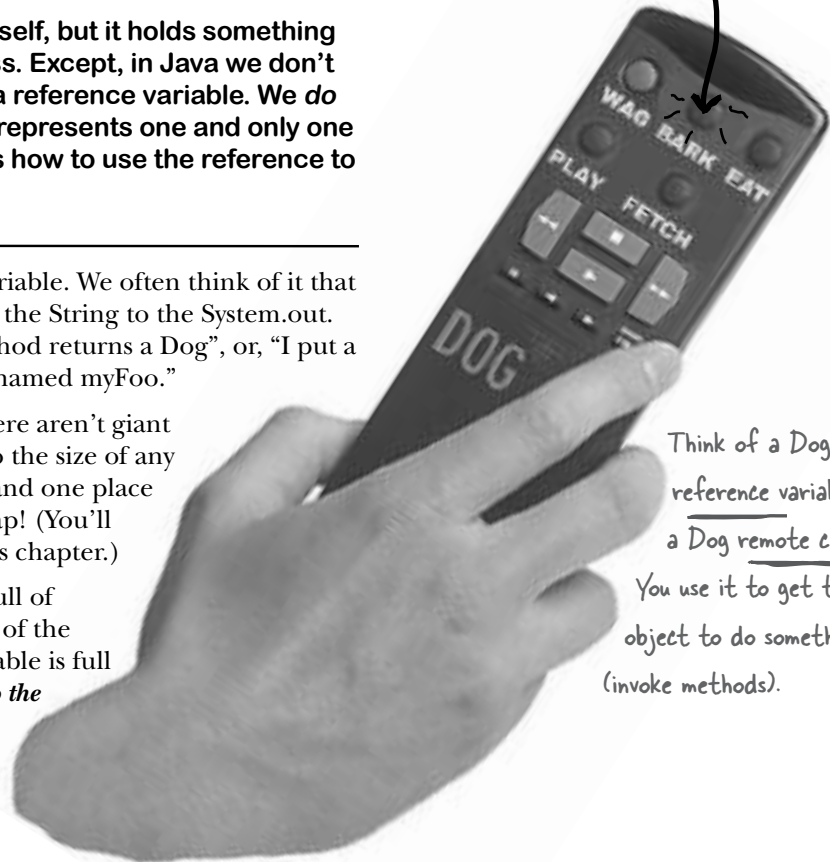 self, but it holds something
s. Except, in Java we don't
a reference variable. We do
represents one and only one
s how to use the reference to
riable. We often think of it that
the String to the System.out.
hod returns a Dog”, or, “I put a
named myFoo.”
ere aren't giant
o the size of any
and one place
ap! (You'll
s chapter.)
ull of
of the
able is full
the
WAG
BARK
EAT
PLAY
FETCH
DOG
Think of a Dog
reference varia
a Dog remote c
You use it to get t
object to do someth
(invoke methods).